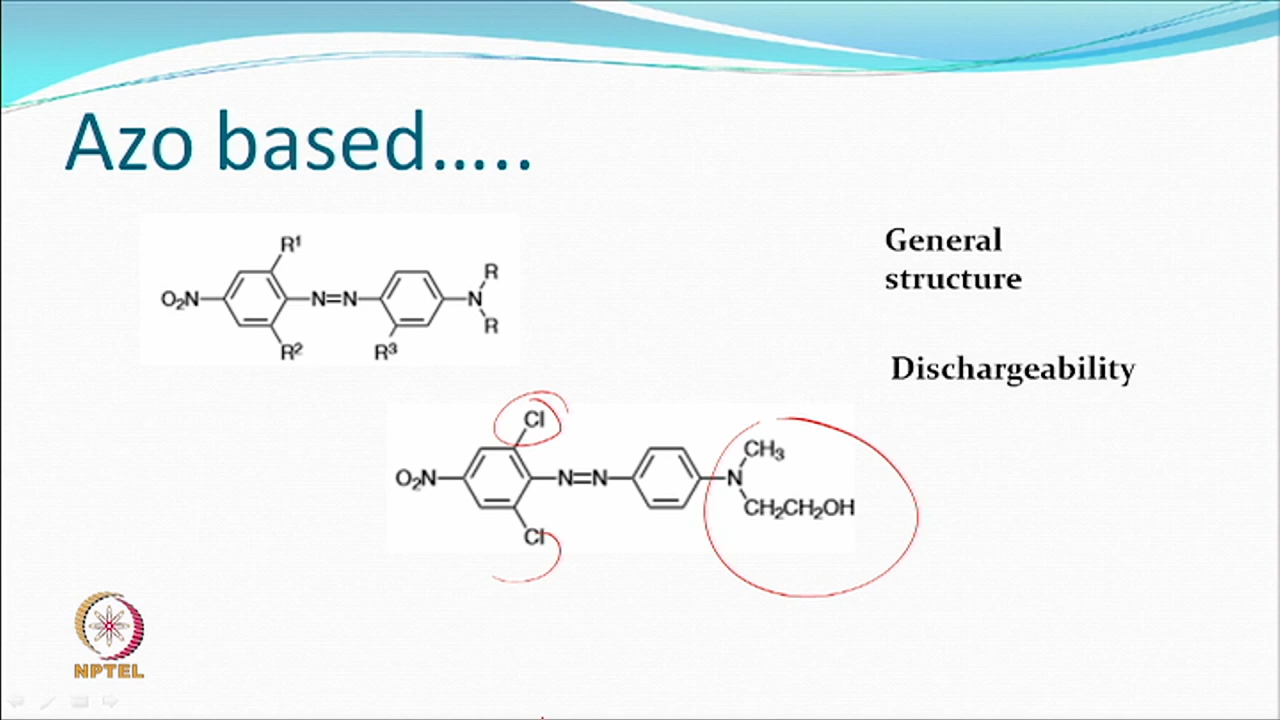 Azo based.....
General
structure
R¹
O₂N N=N N R
R
R² R³
Dischargeability
Cl
CH₃
O₂N N=N N
CH₂CH₂OH
Cl
NPTEL